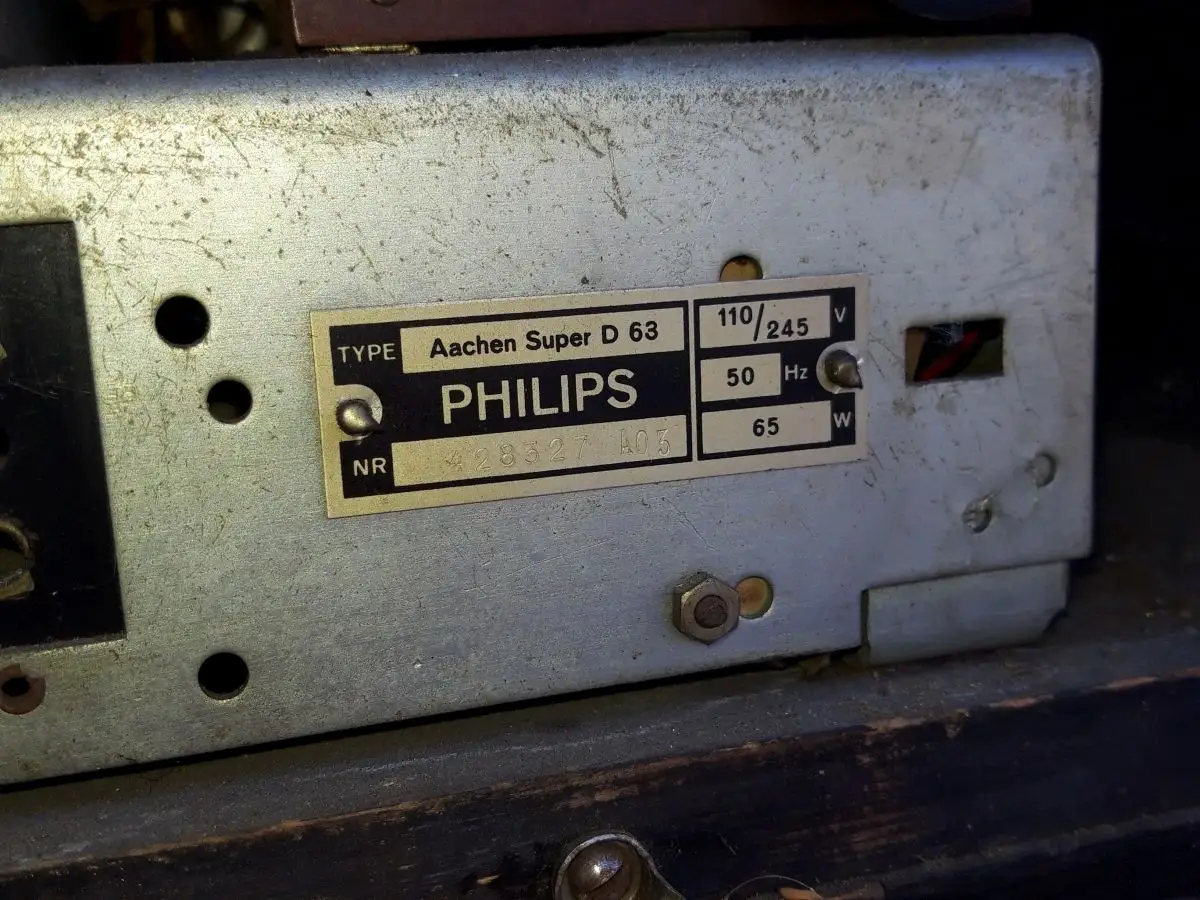 TYPE Aachen Super D 63
PHILIPS
NR 428327 A03
110/245 V
50 Hz
65 W